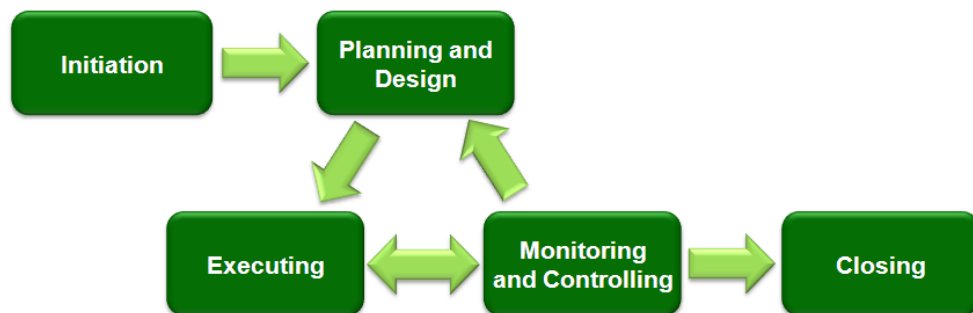 Initiation
Planning and
Design
Executing
Monitoring
and Controlling
Closing